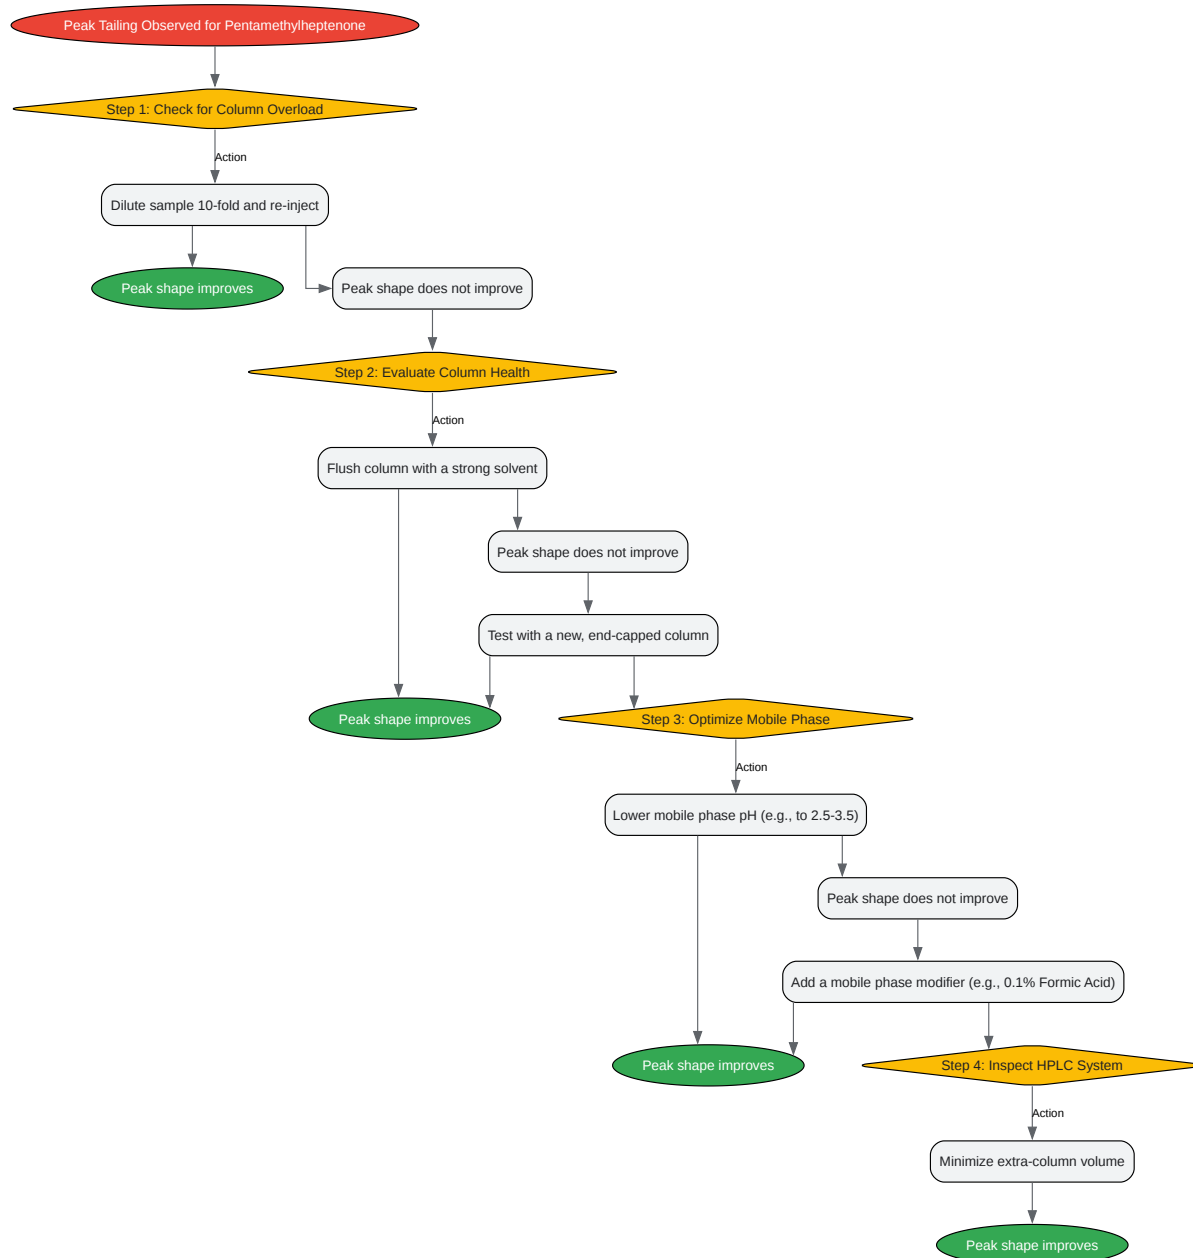 Peak Tailing Observed for Pentamethylheptenone
Step 1: Check for Column Overload
Action
Dilute sample 10-fold and re-inject
Peak shape improves
Peak shape does not improve
Step 2: Evaluate Column Health
Action
Flush column with a strong solvent
Peak shape does not improve
Test with a new, end-capped column
Peak shape improves
Step 3: Optimize Mobile Phase
Action
Lower mobile phase pH (e.g., to 2.5-3.5)
Peak shape does not improve
Add a mobile phase modifier (e.g., 0.1% Formic Acid)
Peak shape improves
Step 4: Inspect HPLC System
Action
Minimize extra-column volume
Peak shape improves